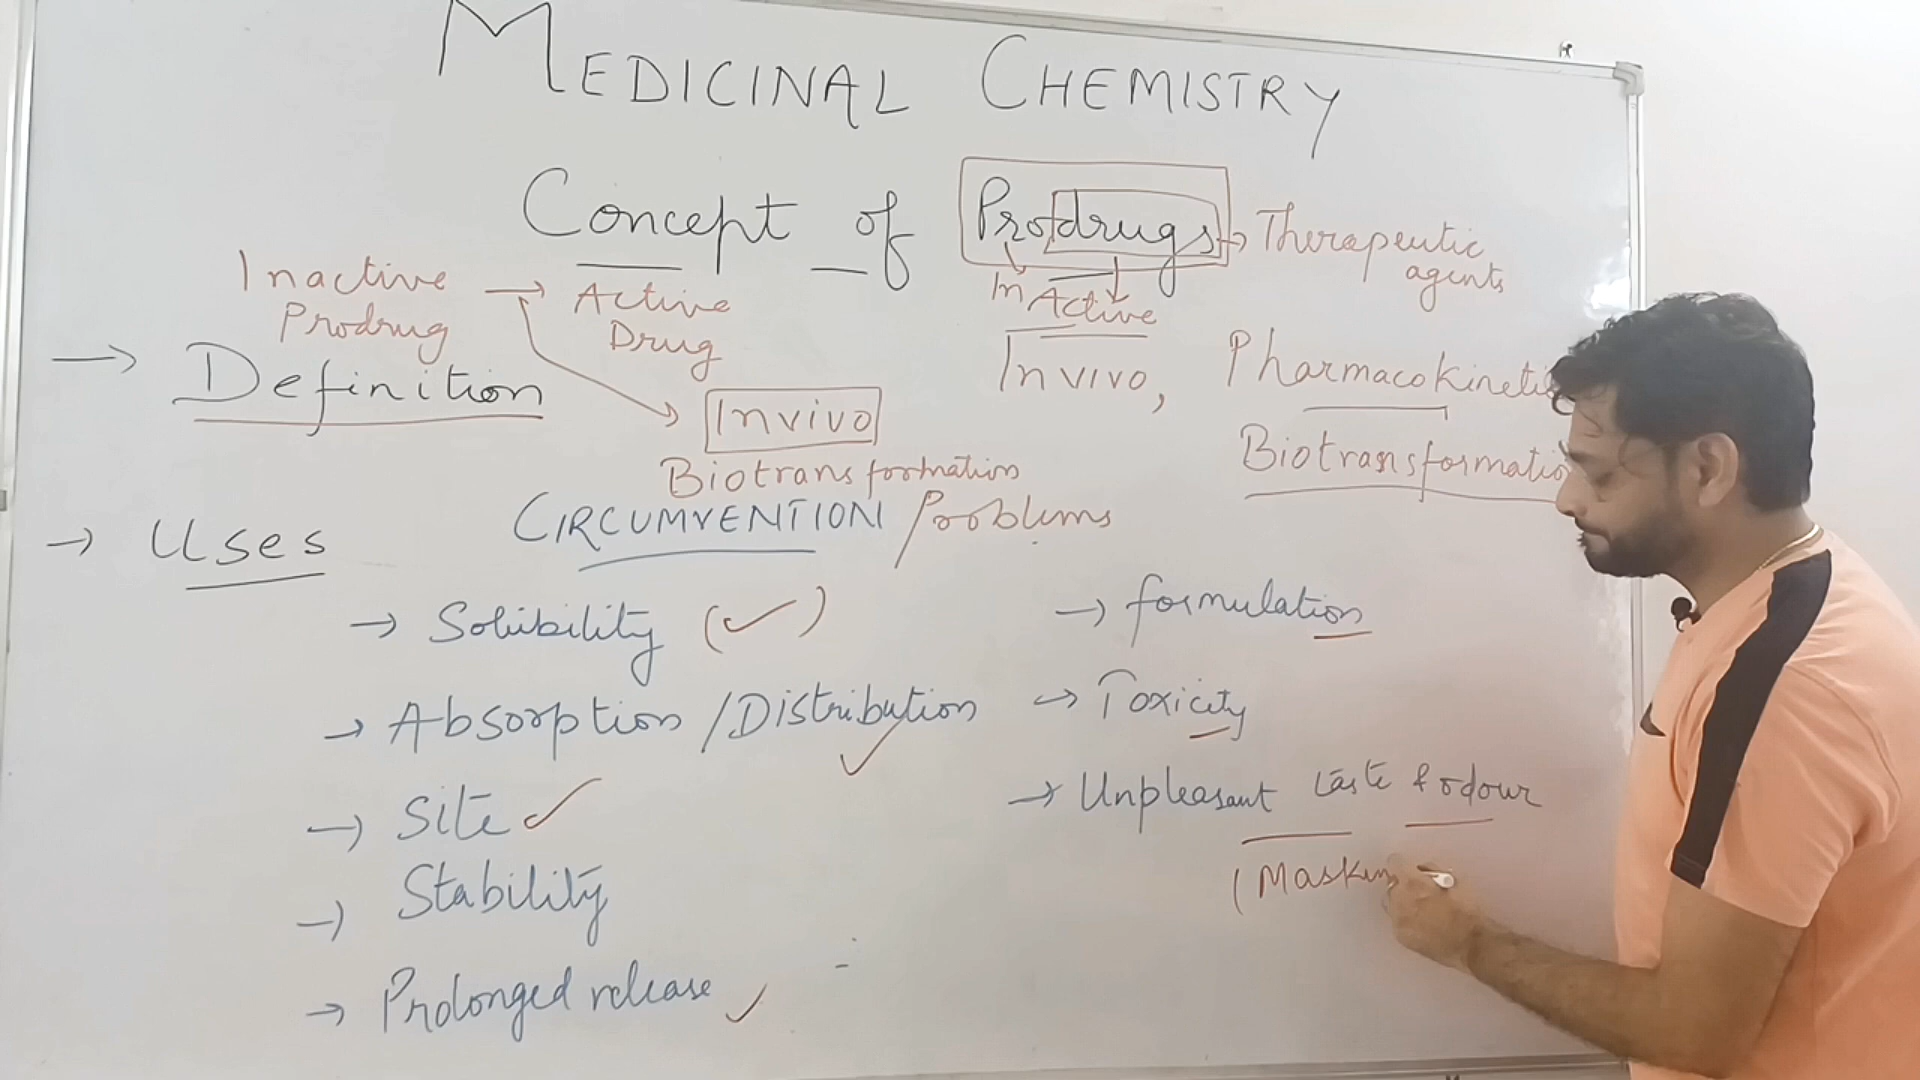 MEDICINAL CHEMISTRY
Concept of Prodrugs → Therapeutic agents
Inactive Prodrug → Active Drug
In Active
→ Definition
Invivo
Invivo, Pharmacokineti
Biotransformation
Biotransformatio
→ Uses
CIRCUMVENTION / Problems
→ Solubility (✓)
→ Absorption / Distribution ✓
→ Site ✓
→ Stability
→ Prolonged release ✓
→ formulation
→ Toxicity
→ Unpleasant taste & odour
(Maskin